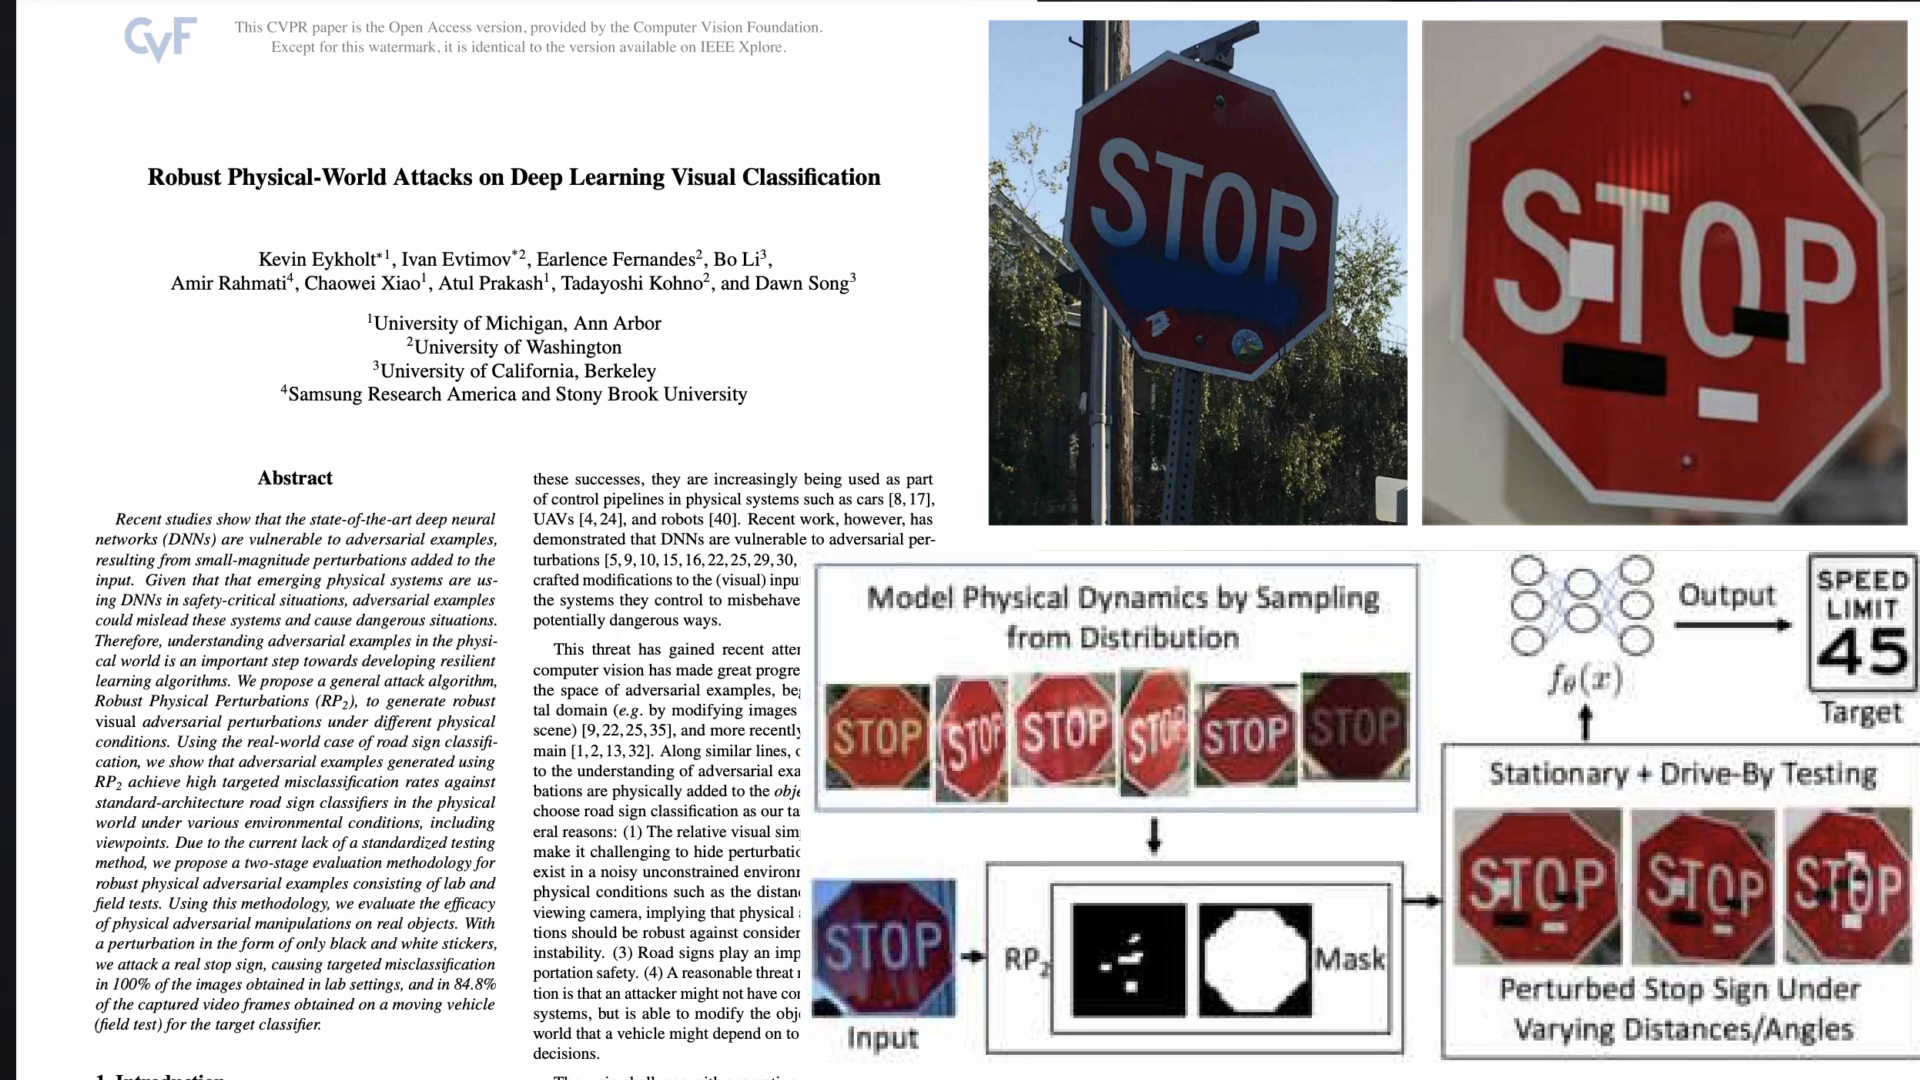 CVF
This CVPR paper is the Open Access version, provided by the Computer Vision Foundation.
Except for this watermark, it is identical to the version available on IEEE Xplore.
Robust Physical-World Attacks on Deep Learning Visual Classification
Kevin Eykholt*1, Ivan Evtimov*2, Earlence Fernandes2, Bo Li3,
Amir Rahmati4, Chaowei Xiao1, Atul Prakash1, Tadayoshi Kohno2, and Dawn Song3
1University of Michigan, Ann Arbor
2University of Washington
3University of California, Berkeley
4Samsung Research America and Stony Brook University
Abstract
Recent studies show that the state-of-the-art deep neural
networks (DNNs) are vulnerable to adversarial examples,
resulting from small-magnitude perturbations added to the
input. Given that that emerging physical systems are us-
ing DNNs in safety-critical situations, adversarial examples
could mislead these systems and cause dangerous situations.
Therefore, understanding adversarial examples in the physi-
cal world is an important step towards developing resilient
learning algorithms. We propose a general attack algorithm,
Robust Physical Perturbations (RP2), to generate robust
visual adversarial perturbations under different physical
conditions. Using the real-world case of road sign classifi-
cation, we show that adversarial examples generated using
RP2 achieve high targeted misclassification rates against
standard-architecture road sign classifiers in the physical
world under various environmental conditions, including
viewpoints. Due to the current lack of a standardized testing
method, we propose a two-stage evaluation methodology for
robust physical adversarial examples consisting of lab and
field tests. Using this methodology, we evaluate the efficacy
of physical adversarial manipulations on real objects. With
a perturbation in the form of only black and white stickers,
we attack a real stop sign, causing targeted misclassification
in 100% of the images obtained in lab settings, and in 84.8%
of the captured video frames obtained on a moving vehicle
(field test) for the target classifier.
1. Introduction
these successes, they are increasingly being used as part
of control pipelines in physical systems such as cars [8, 17],
UAVs [4, 24], and robots [40]. Recent work, however, has
demonstrated that DNNs are vulnerable to adversarial per-
turbations [5, 9, 10, 15, 16, 22, 25, 29, 30,
crafted modifications to the (visual) inpu
the systems they control to misbehave
potentially dangerous ways.
This threat has gained recent atter
computer vision has made great progre
the space of adversarial examples, be
tal domain (e.g. by modifying images
scene) [9, 22, 25, 35], and more recently
main [1, 2, 13, 32]. Along similar lines, c
to the understanding of adversarial exa
bations are physically added to the obje
choose road sign classification as our ta
eral reasons: (1) The relative visual sim
make it challenging to hide perturbatic
exist in a noisy unconstrained environr
physical conditions such as the distan
viewing camera, implying that physical
tions should be robust against consider
instability. (3) Road signs play an imp
portation safety. (4) A reasonable threat
tion is that an attacker might not have cor
systems, but is able to modify the obj
world that a vehicle might depend on to
decisions.
STOP
STOP
Model Physical Dynamics by Sampling
from Distribution
STOP STOP STOP STOP STOP STOP
Input
STOP
RP2
Mask
Output
fθ(x)
SPEED
LIMIT
45
Target
Stationary + Drive-By Testing
STOP STOP STOP
Perturbed Stop Sign Under
Varying Distances/Angles